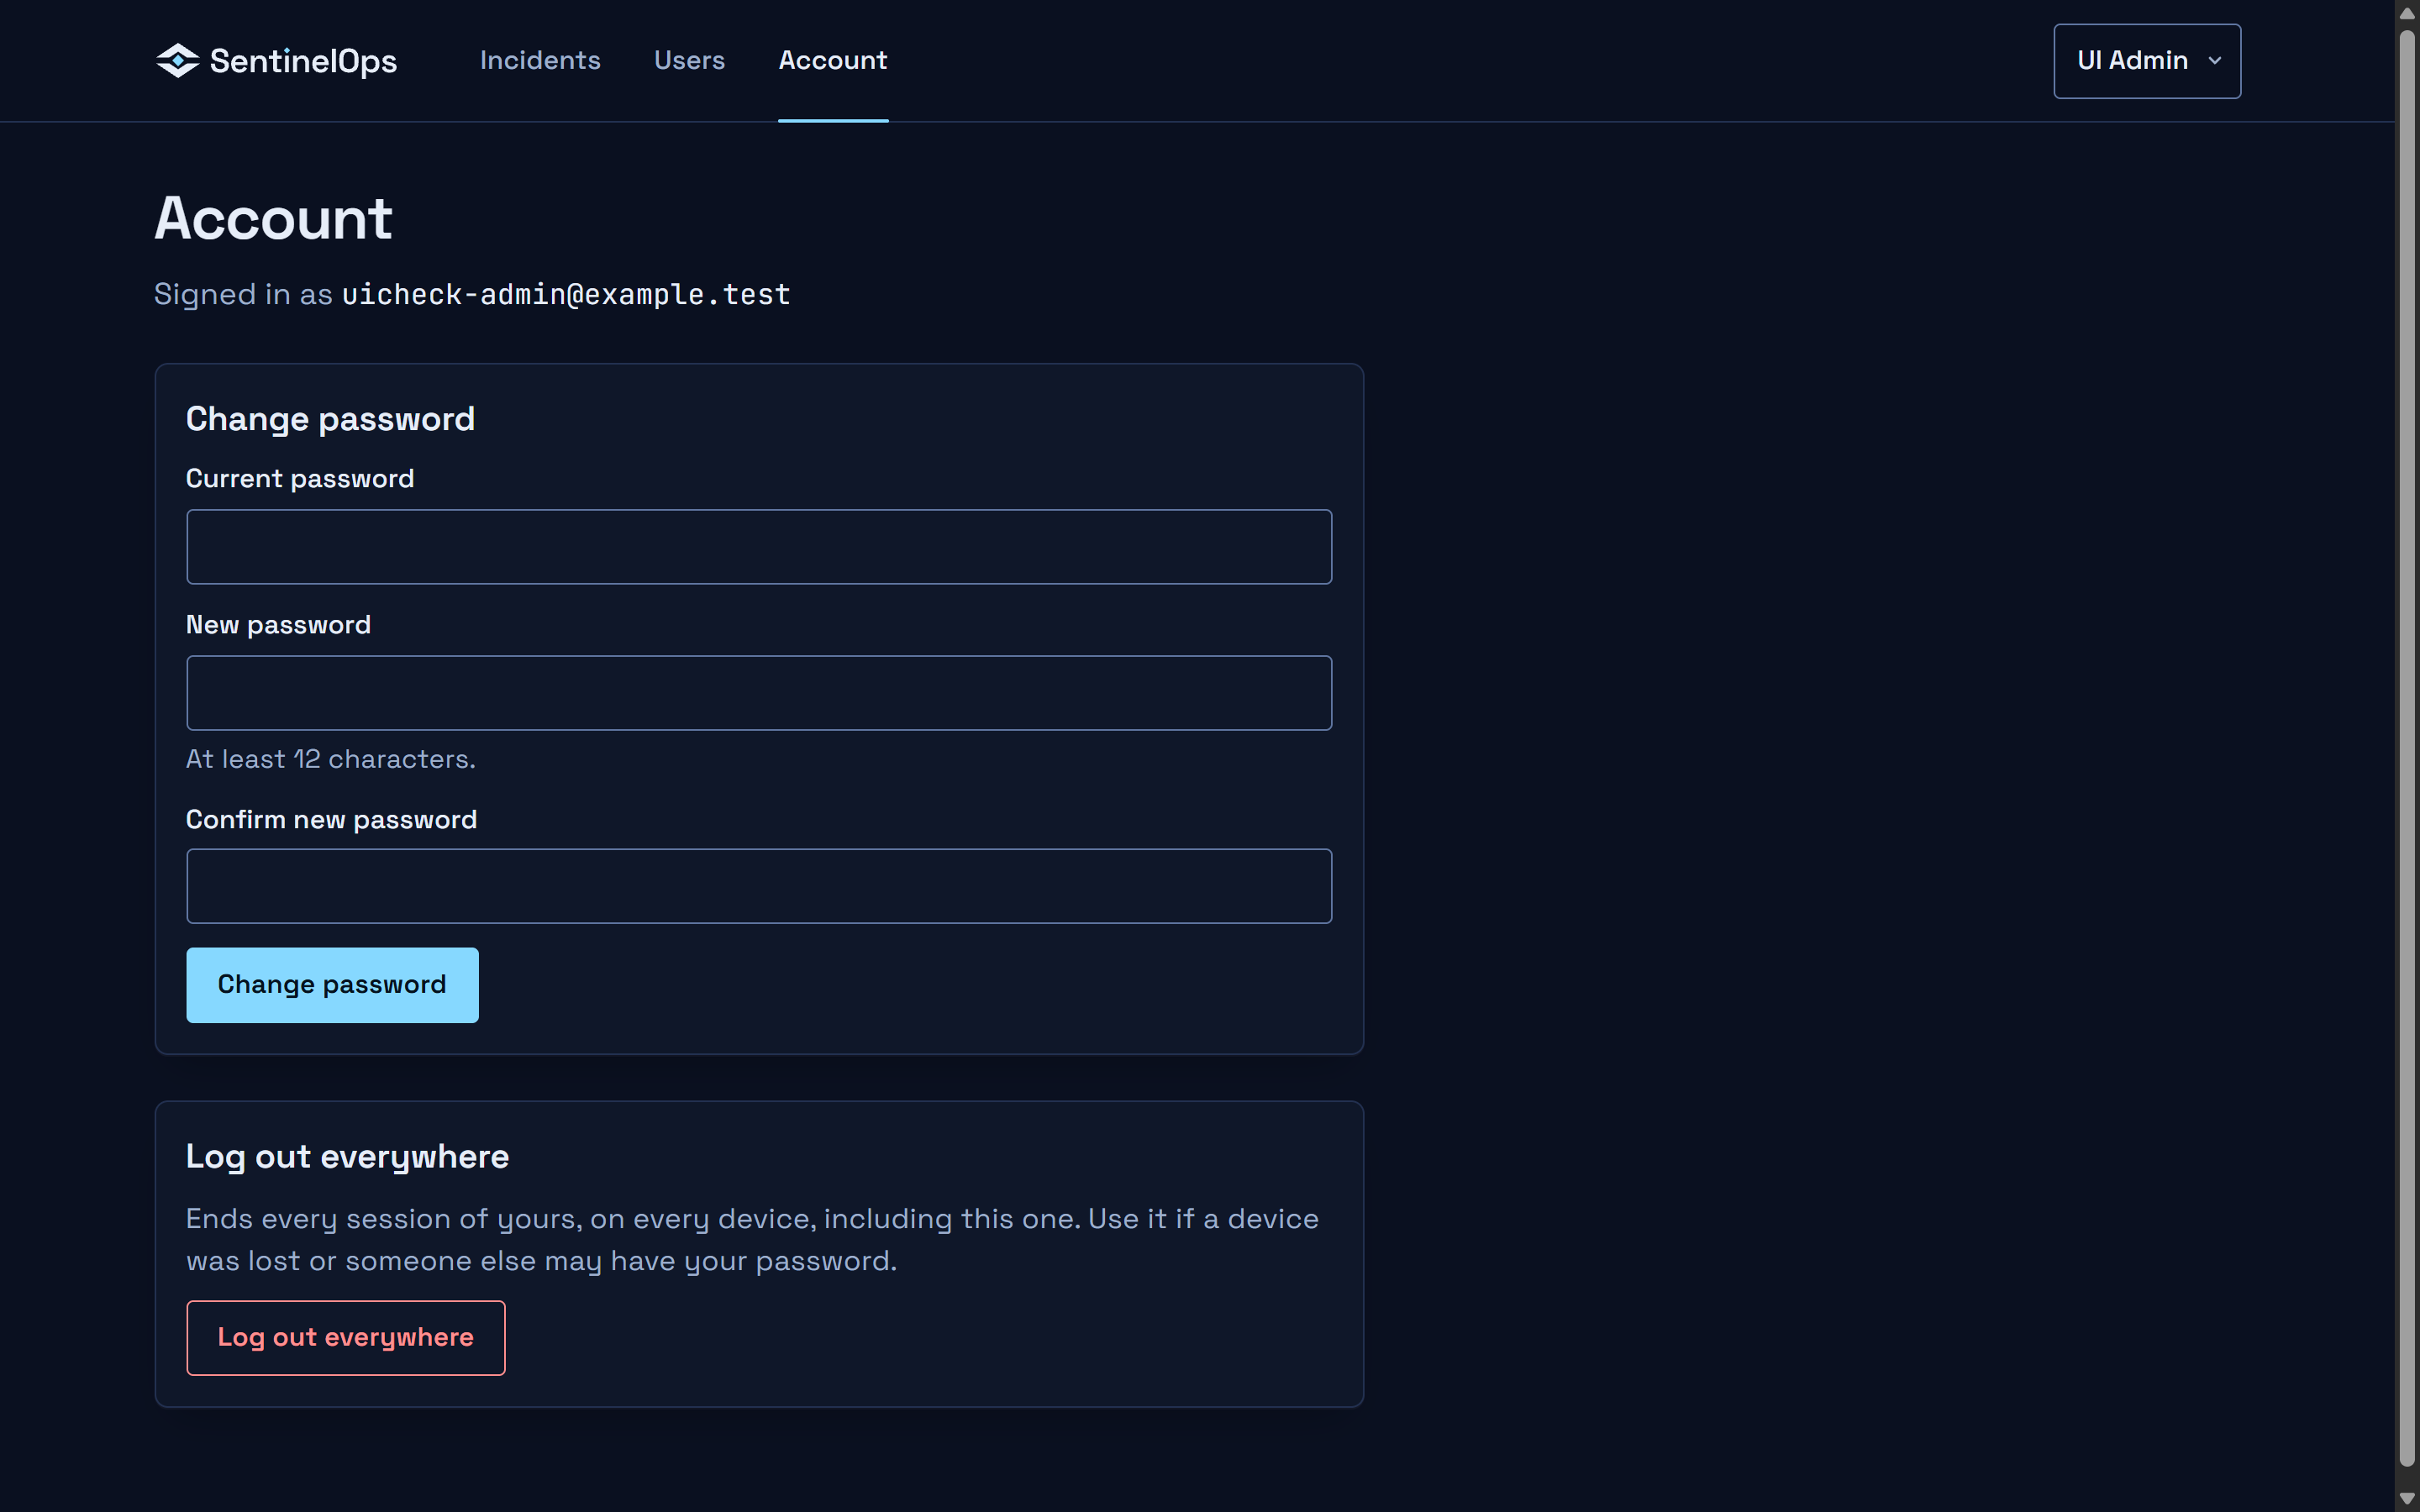 SentinelOps
Incidents
Users
Account
UI Admin
Account
Signed in as uicheck-admin@example.test
Change password
Current password
New password
At least 12 characters.
Confirm new password
Change password
Log out everywhere
Ends every session of yours, on every device, including this one. Use it if a device
was lost or someone else may have your password.
Log out everywhere